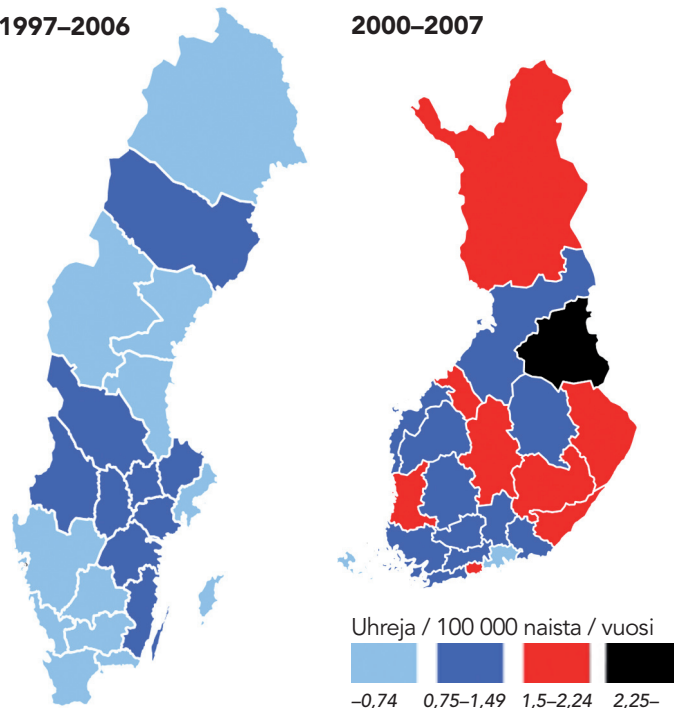 1997–2006
2000–2007
Uhreja / 100 000 naista / vuosi
–0,74 0,75–1,49 1,5–2,24 2,25–